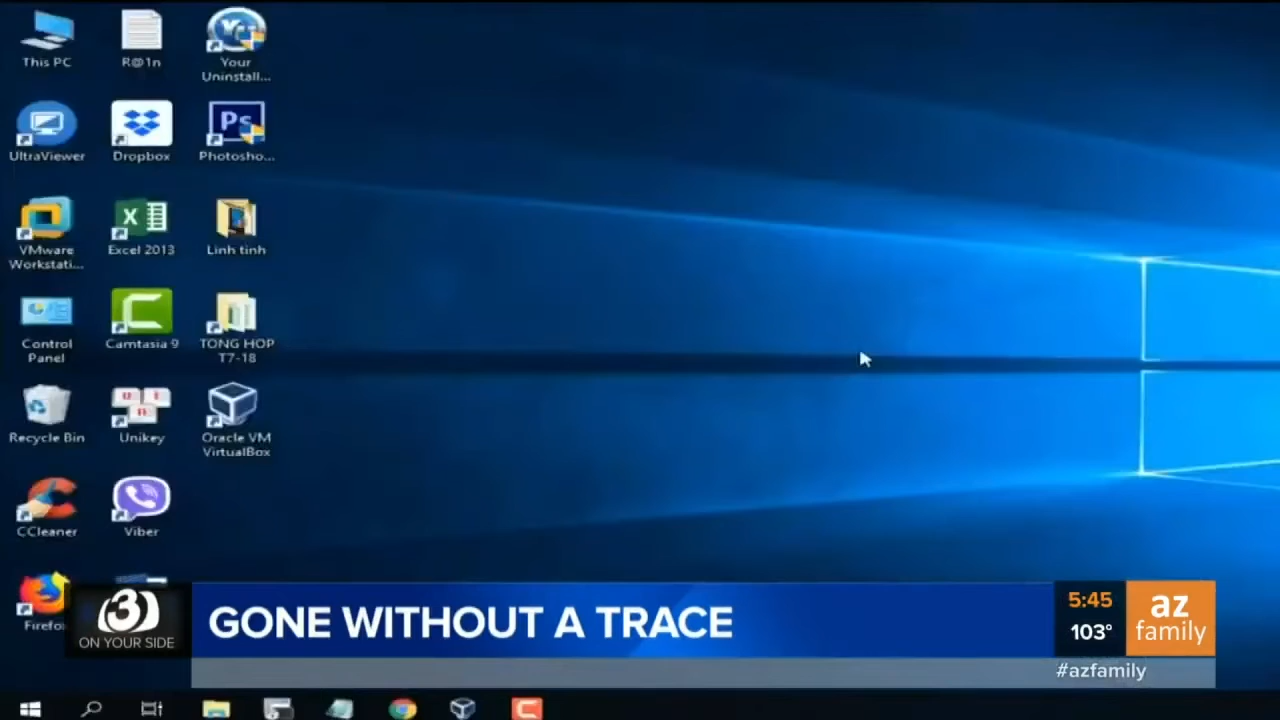 This PC
R@1n
Your
Uninstall...
UltraViewer
Dropbox
Ps
Photosho...
VMware
Workstati...
X
Excel 2013
Linh tinh
Control
Panel
Camtasia 9
TONG HOP
T7-18
Recycle Bin
Unikey
Oracle VM
VirtualBox
CCleaner
Viber
Firefo
3
ON YOUR SIDE
GONE WITHOUT A TRACE
5:45
103°
az
family
#azfamily